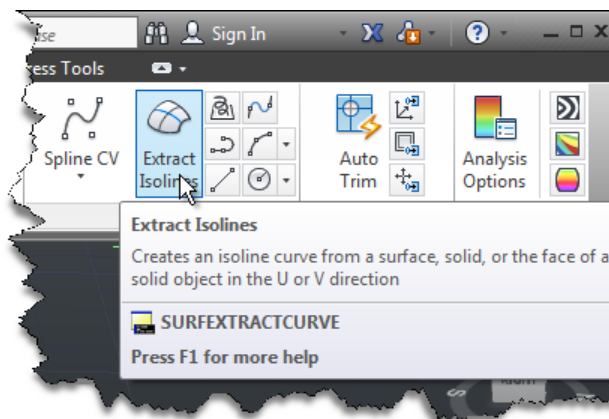 Sign In
ress Tools
Spline CV
Extract
Isolines
Auto
Trim
Analysis
Options
Extract Isolines
Creates an isoline curve from a surface, solid, or the face of a
solid object in the U or V direction
SURFEXTRACTCURVE
Press F1 for more help